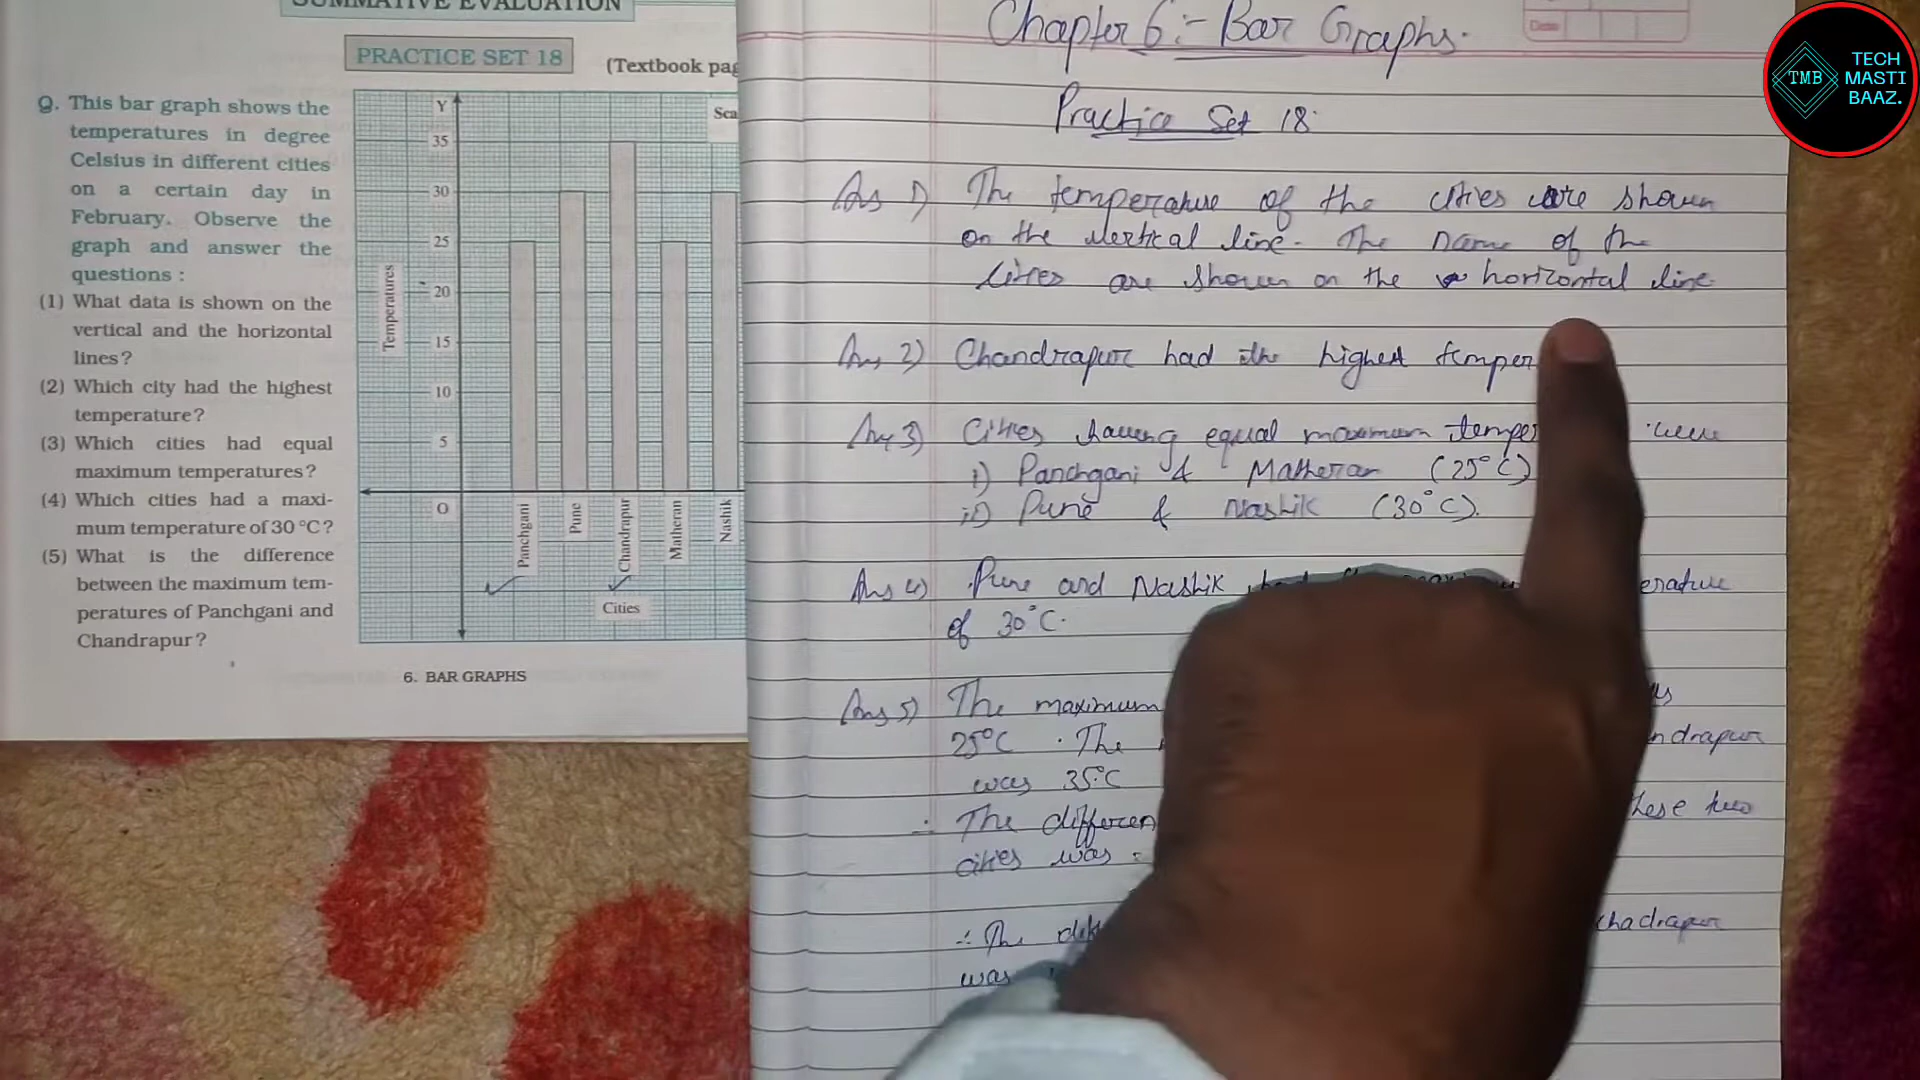 SUMMATIVE EVALUATION
PRACTICE SET 18
(Textbook pag
Q. This bar graph shows the
temperatures in degree
Celsius in different cities
on a certain day in
February. Observe the
graph and answer the
questions :
(1) What data is shown on the
vertical and the horizontal
lines?
(2) Which city had the highest
temperature?
(3) Which cities had equal
maximum temperatures?
(4) Which cities had a maxi-
mum temperature of 30 °C?
(5) What is the difference
between the maximum tem-
peratures of Panchgani and
Chandrapur?
Y
Sca
35
30
25
20
15
10
5
O
Temperatures
Panchgani
Pune
Chandrapur
Matheran
Nashik
Cities
6. BAR GRAPHS
Chapter 6:- Bar Graphs.
Date
Practice Set 18.
Ans 1) The temperature of the cities are shown
on the vertical line. The name of the
cities are shown on the horizontal line
Ans 2) Chandrapur had the highest temper
Ans 3) Cities having equal maximum temper were
i) Panchgani & Matheran (25°C)
ii) Pune & Nashik (30°C).
Ans 4) Pune and Nashik had erature
of 30°C.
Ans 5) The maximum
25°C . The ndrapur
was 35°C
∴ The differen hese two
cities was
∴ The chadrapur
was
TMB
TECH
MASTI
BAAZ.